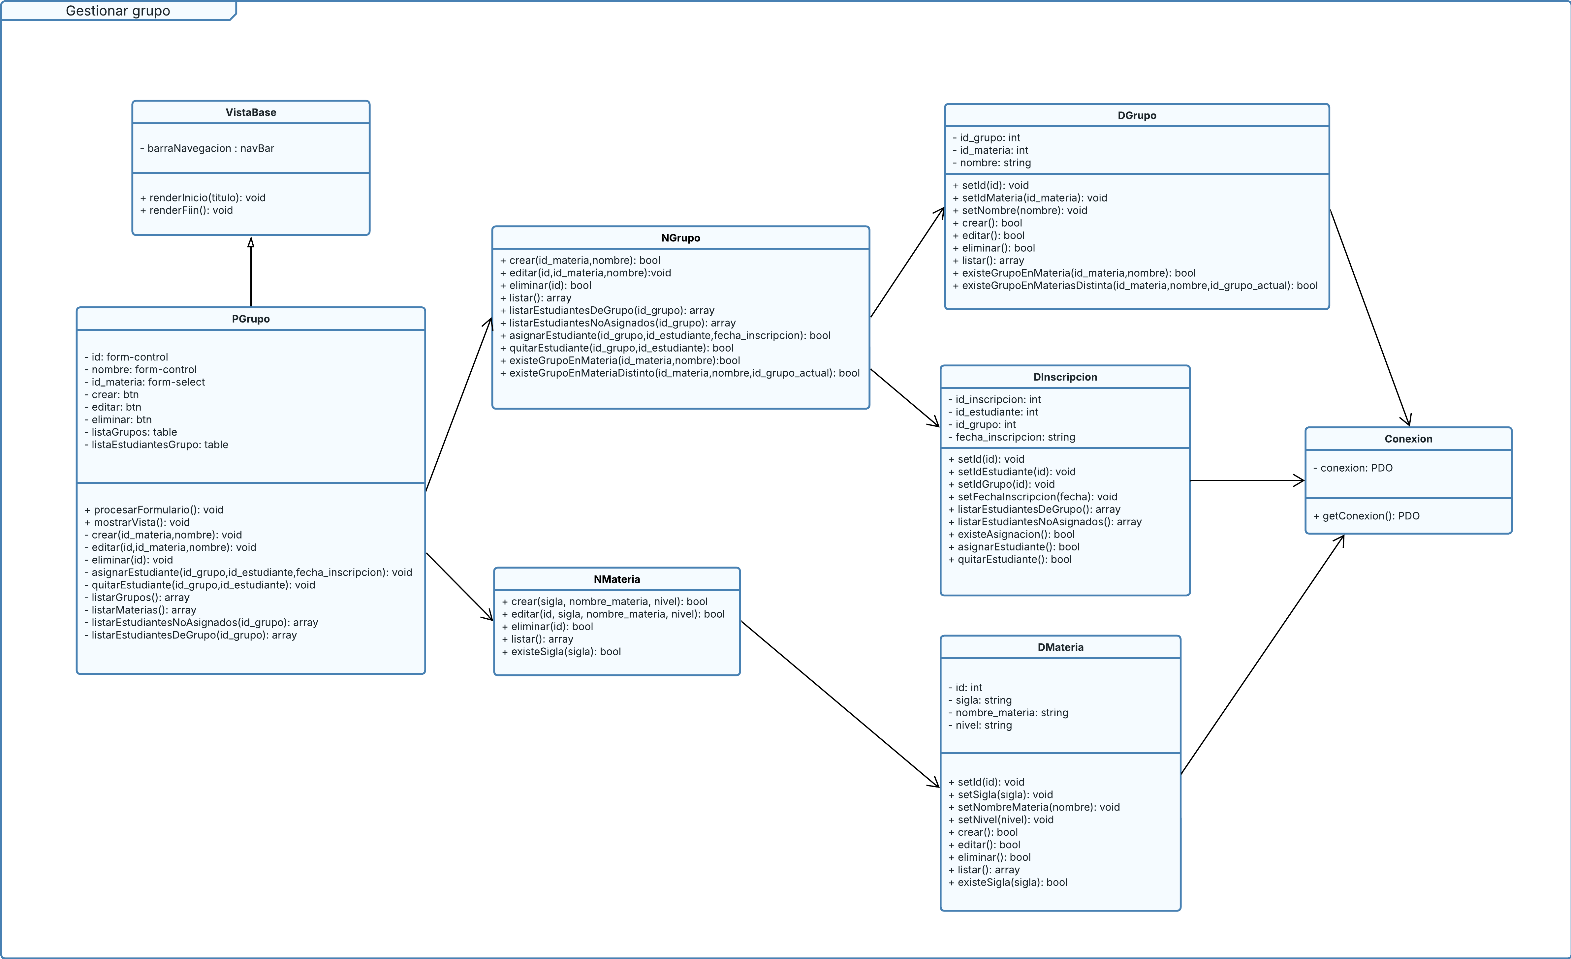 Gestionar grupo
VistaBase
- barraNavegacion : navBar
+ renderInicio(titulo): void
+ renderFiin(): void
PGrupo
- id: form-control
- nombre: form-control
- id_materia: form-select
- crear: btn
- editar: btn
- eliminar: btn
- listaGrupos: table
- listaEstudiantesGrupo: table
+ procesarFormulario(): void
+ mostrarVista(): void
- crear(id_materia,nombre): void
- editar(id,id_materia,nombre): void
- eliminar(id): void
- asignarEstudiante(id_grupo,id_estudiante,fecha_inscripcion): void
- quitarEstudiante(id_grupo,id_estudiante): void
- listarGrupos(): array
- listarMaterias(): array
- listarEstudiantesNoAsignados(id_grupo): array
- listarEstudiantesDeGrupo(id_grupo): array
NGrupo
+ crear(id_materia,nombre): bool
+ editar(id,id_materia,nombre):void
+ eliminar(id): bool
+ listar(): array
+ listarEstudiantesDeGrupo(id_grupo): array
+ listarEstudiantesNoAsignados(id_grupo): array
+ asignarEstudiante(id_grupo,id_estudiante,fecha_inscripcion): bool
+ quitarEstudiante(id_grupo,id_estudiante): bool
+ existeGrupoEnMateria(id_materia,nombre):bool
+ existeGrupoEnMateriaDistinto(id_materia,nombre,id_grupo_actual): bool
NMateria
+ crear(sigla, nombre_materia, nivel): bool
+ editar(id, sigla, nombre_materia, nivel): bool
+ eliminar(id): bool
+ listar(): array
+ existeSigla(sigla): bool
DGrupo
- id_grupo: int
- id_materia: int
- nombre: string
+ setId(id): void
+ setIdMateria(id_materia): void
+ setNombre(nombre): void
+ crear(): bool
+ editar(): bool
+ eliminar(): bool
+ listar(): array
+ existeGrupoEnMateria(id_materia,nombre): bool
+ existeGrupoEnMateriasDistinta(id_materia,nombre,id_grupo_actual): bool
DInscripcion
- id_inscripcion: int
- id_estudiante: int
- id_grupo: int
- fecha_inscripcion: string
+ setId(id): void
+ setIdEstudiante(id): void
+ setIdGrupo(id): void
+ setFechaInscripcion(fecha): void
+ listarEstudiantesDeGrupo(): array
+ listarEstudiantesNoAsignados(): array
+ existeAsignacion(): bool
+ asignarEstudiante(): bool
+ quitarEstudiante(): bool
DMateria
- id: int
- sigla: string
- nombre_materia: string
- nivel: string
+ setId(id): void
+ setSigla(sigla): void
+ setNombreMateria(nombre): void
+ setNivel(nivel): void
+ crear(): bool
+ editar(): bool
+ eliminar(): bool
+ listar(): array
+ existeSigla(sigla): bool
Conexion
- conexion: PDO
+ getConexion(): PDO